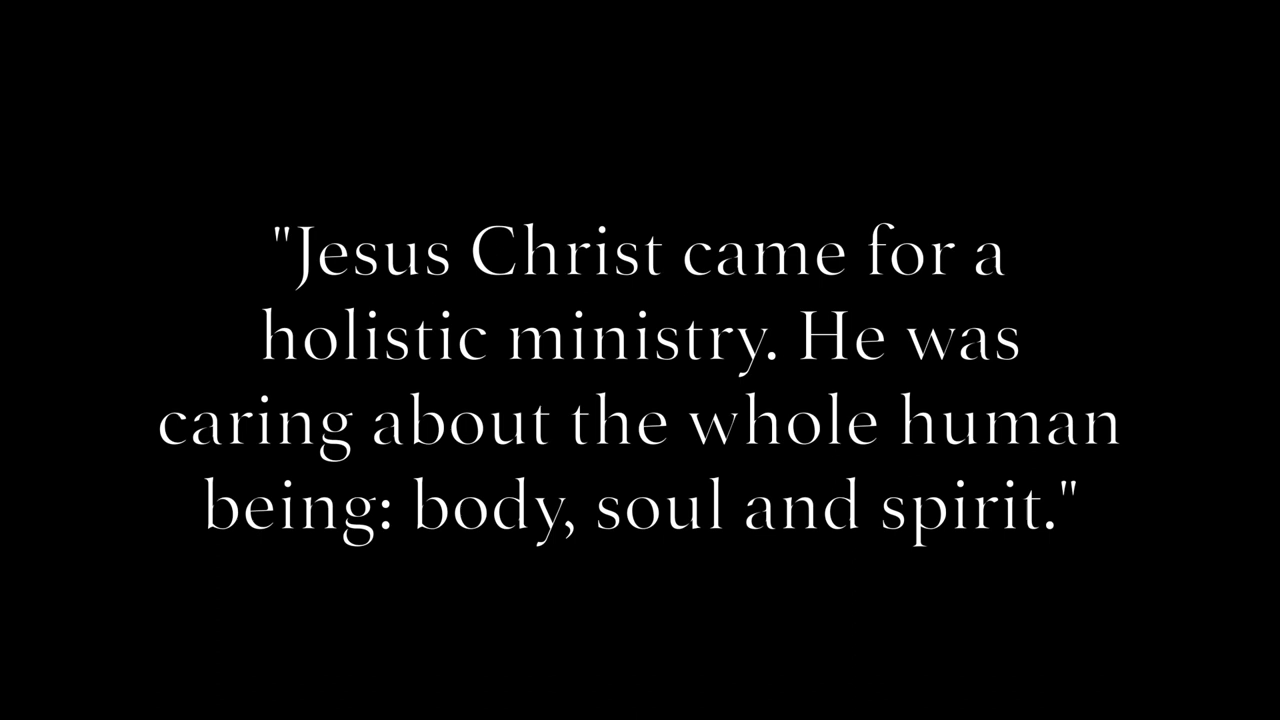 "Jesus Christ came for a
holistic ministry. He was
caring about the whole human
being: body, soul and spirit."